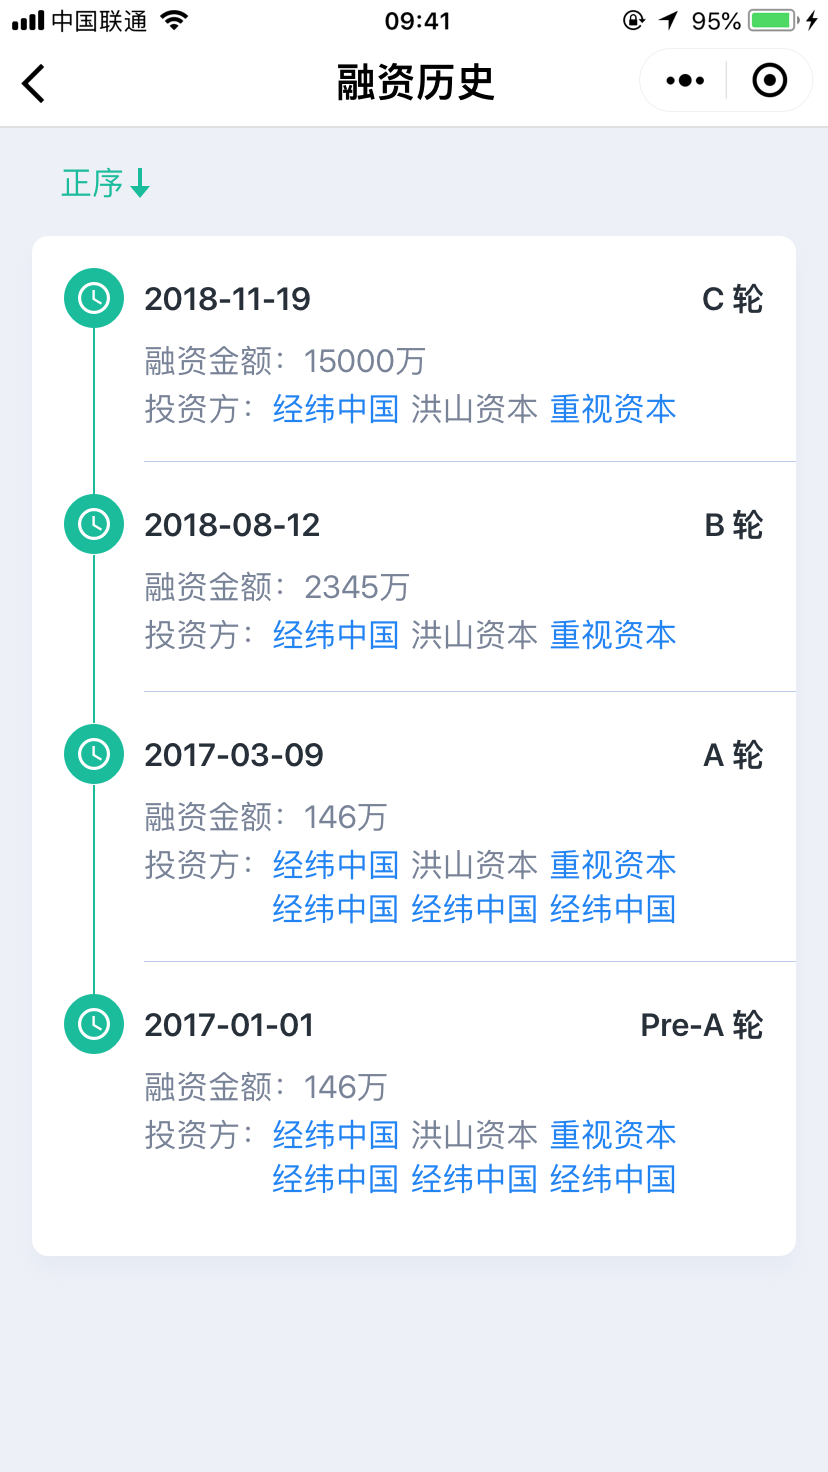 中国联通 09:41 95%
融资历史
正序
2018-11-19 C 轮
融资金额：15000万
投资方：经纬中国 洪山资本 重视资本
2018-08-12 B 轮
融资金额：2345万
投资方：经纬中国 洪山资本 重视资本
2017-03-09 A 轮
融资金额：146万
投资方：经纬中国 洪山资本 重视资本
经纬中国 经纬中国 经纬中国
2017-01-01 Pre-A 轮
融资金额：146万
投资方：经纬中国 洪山资本 重视资本
经纬中国 经纬中国 经纬中国